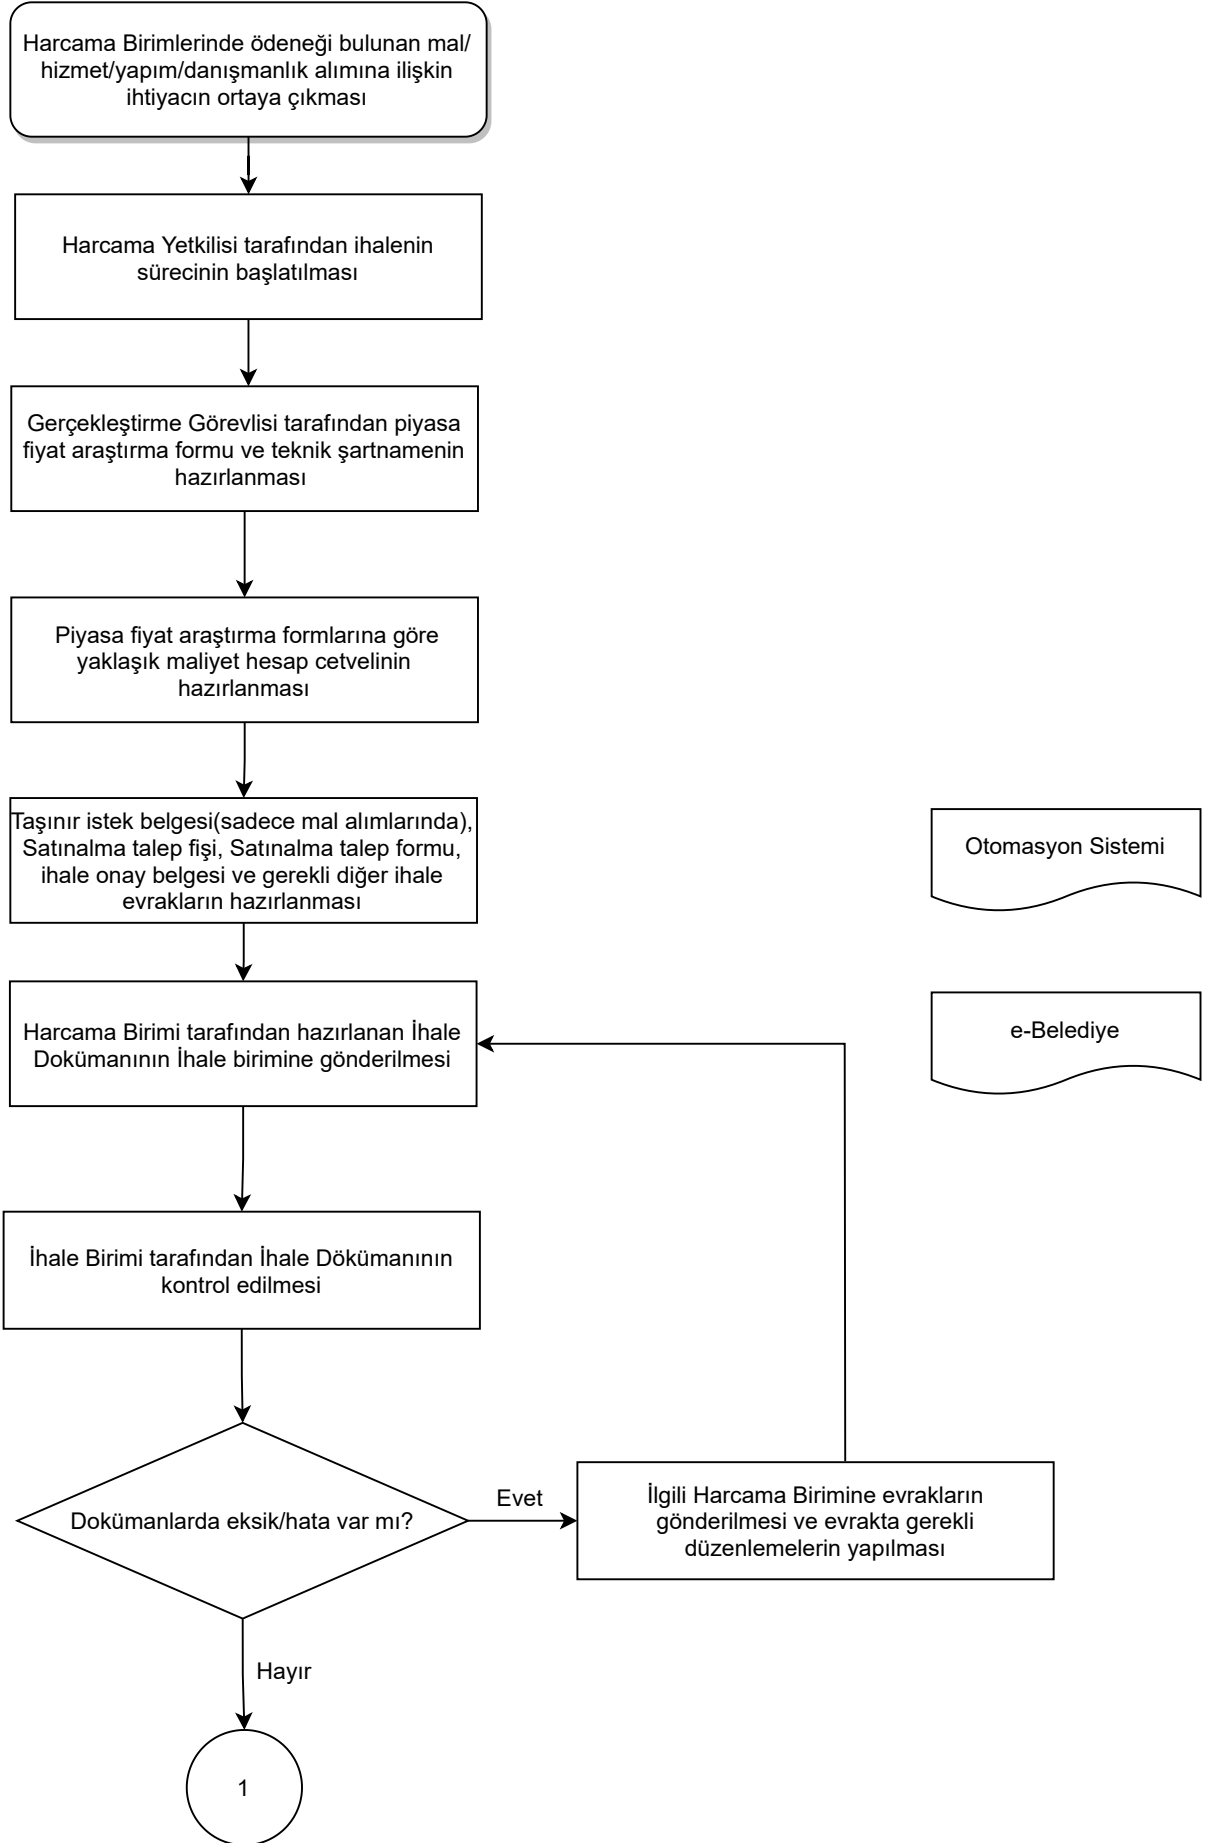 Harcama Birimlerinde ödeneği bulunan mal/
hizmet/yapım/danışmanlık alımına ilişkin
ihtiyacın ortaya çıkması
Harcama Yetkilisi tarafından ihalenin
sürecinin başlatılması
Gerçekleştirme Görevlisi tarafından piyasa
fiyat araştırma formu ve teknik şartnamenin
hazırlanması
Piyasa fiyat araştırma formlarına göre
yaklaşık maliyet hesap cetvelinin
hazırlanması
Taşınır istek belgesi(sadece mal alımlarında),
Satınalma talep fişi, Satınalma talep formu,
ihale onay belgesi ve gerekli diğer ihale
evrakların hazırlanması
Otomasyon Sistemi
e-Belediye
Harcama Birimi tarafından hazırlanan İhale
Dokümanının İhale birimine gönderilmesi
İhale Birimi tarafından İhale Dökümanının
kontrol edilmesi
Dokümanlarda eksik/hata var mı?
Evet
İlgili Harcama Birimine evrakların
gönderilmesi ve evrakta gerekli
düzenlemelerin yapılması
Hayır
1